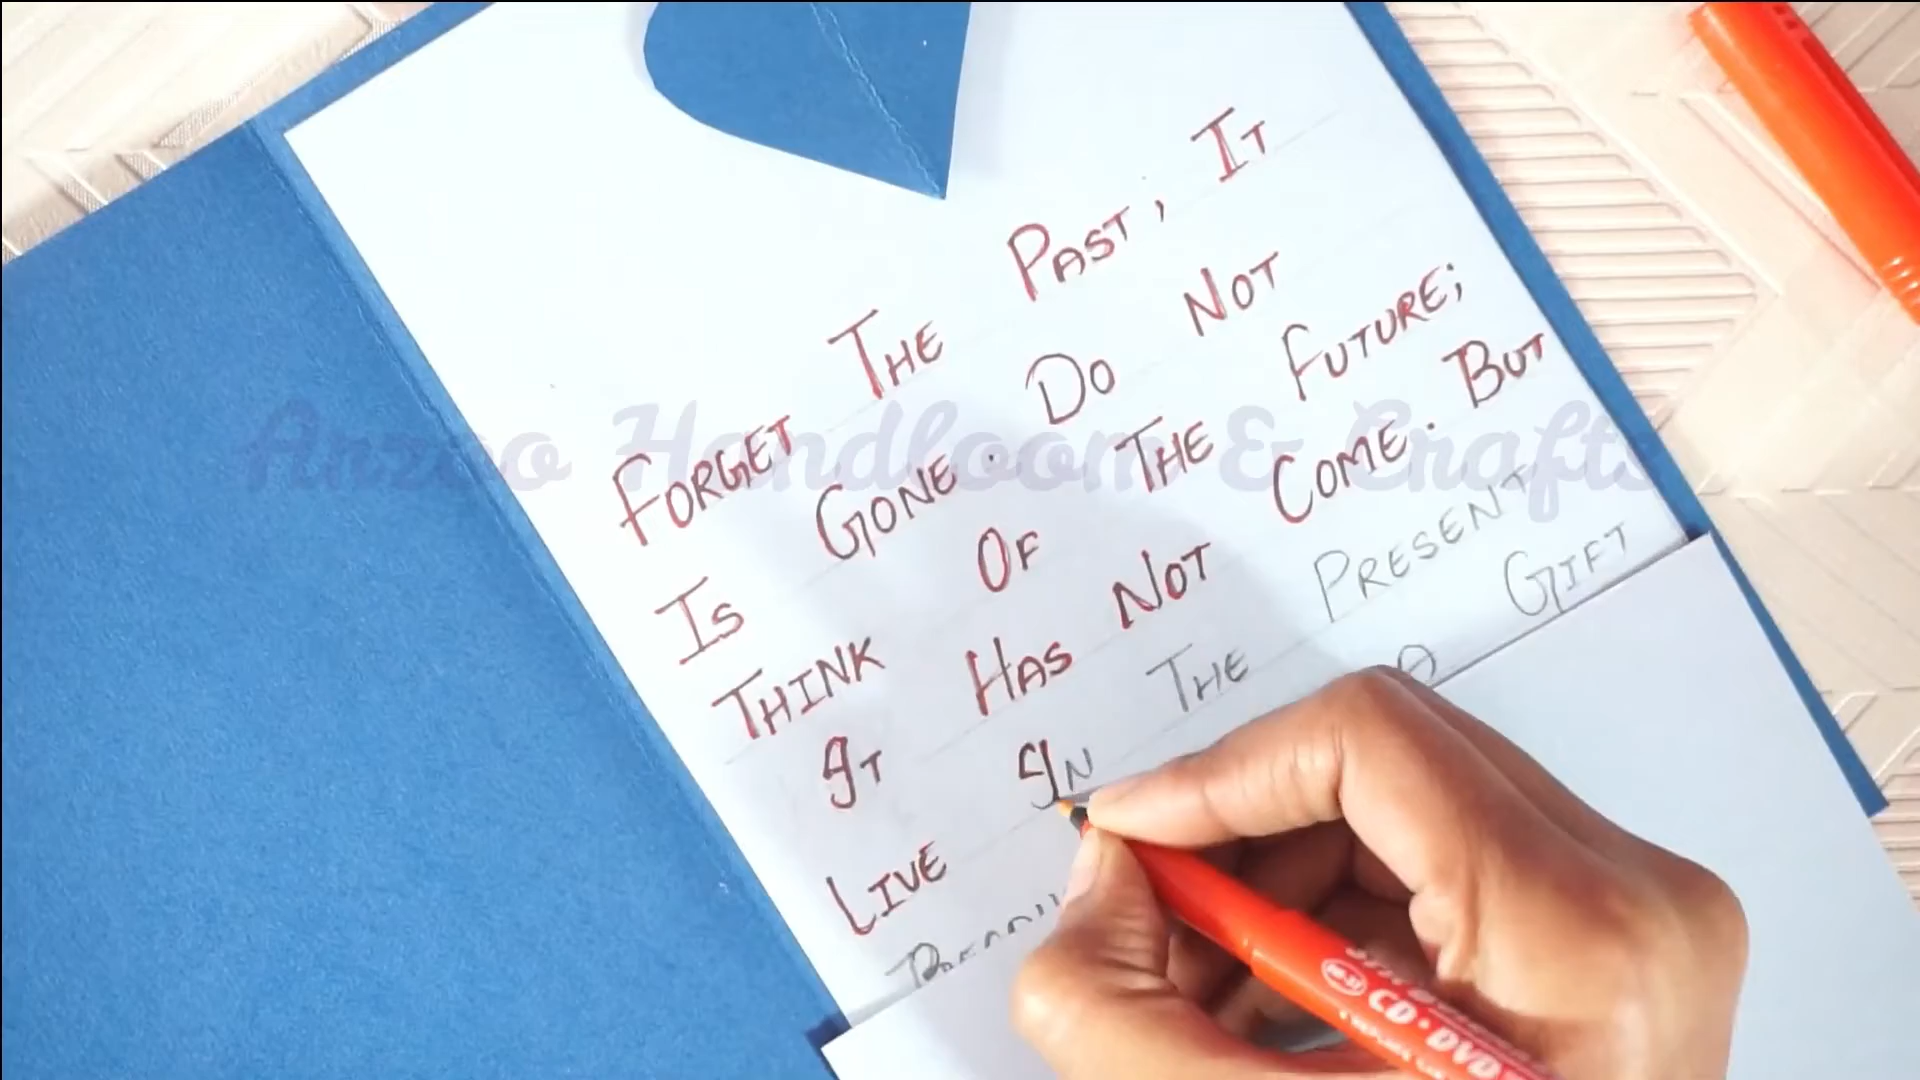 FORGET THE PAST, IT
IS GONE. DO NOT
THINK OF THE FUTURE;
IT HAS NOT COME. BUT
LIVE IN THE PRESENT
A GIFT
Anzoo Handloom & Crafts
CD·DVD